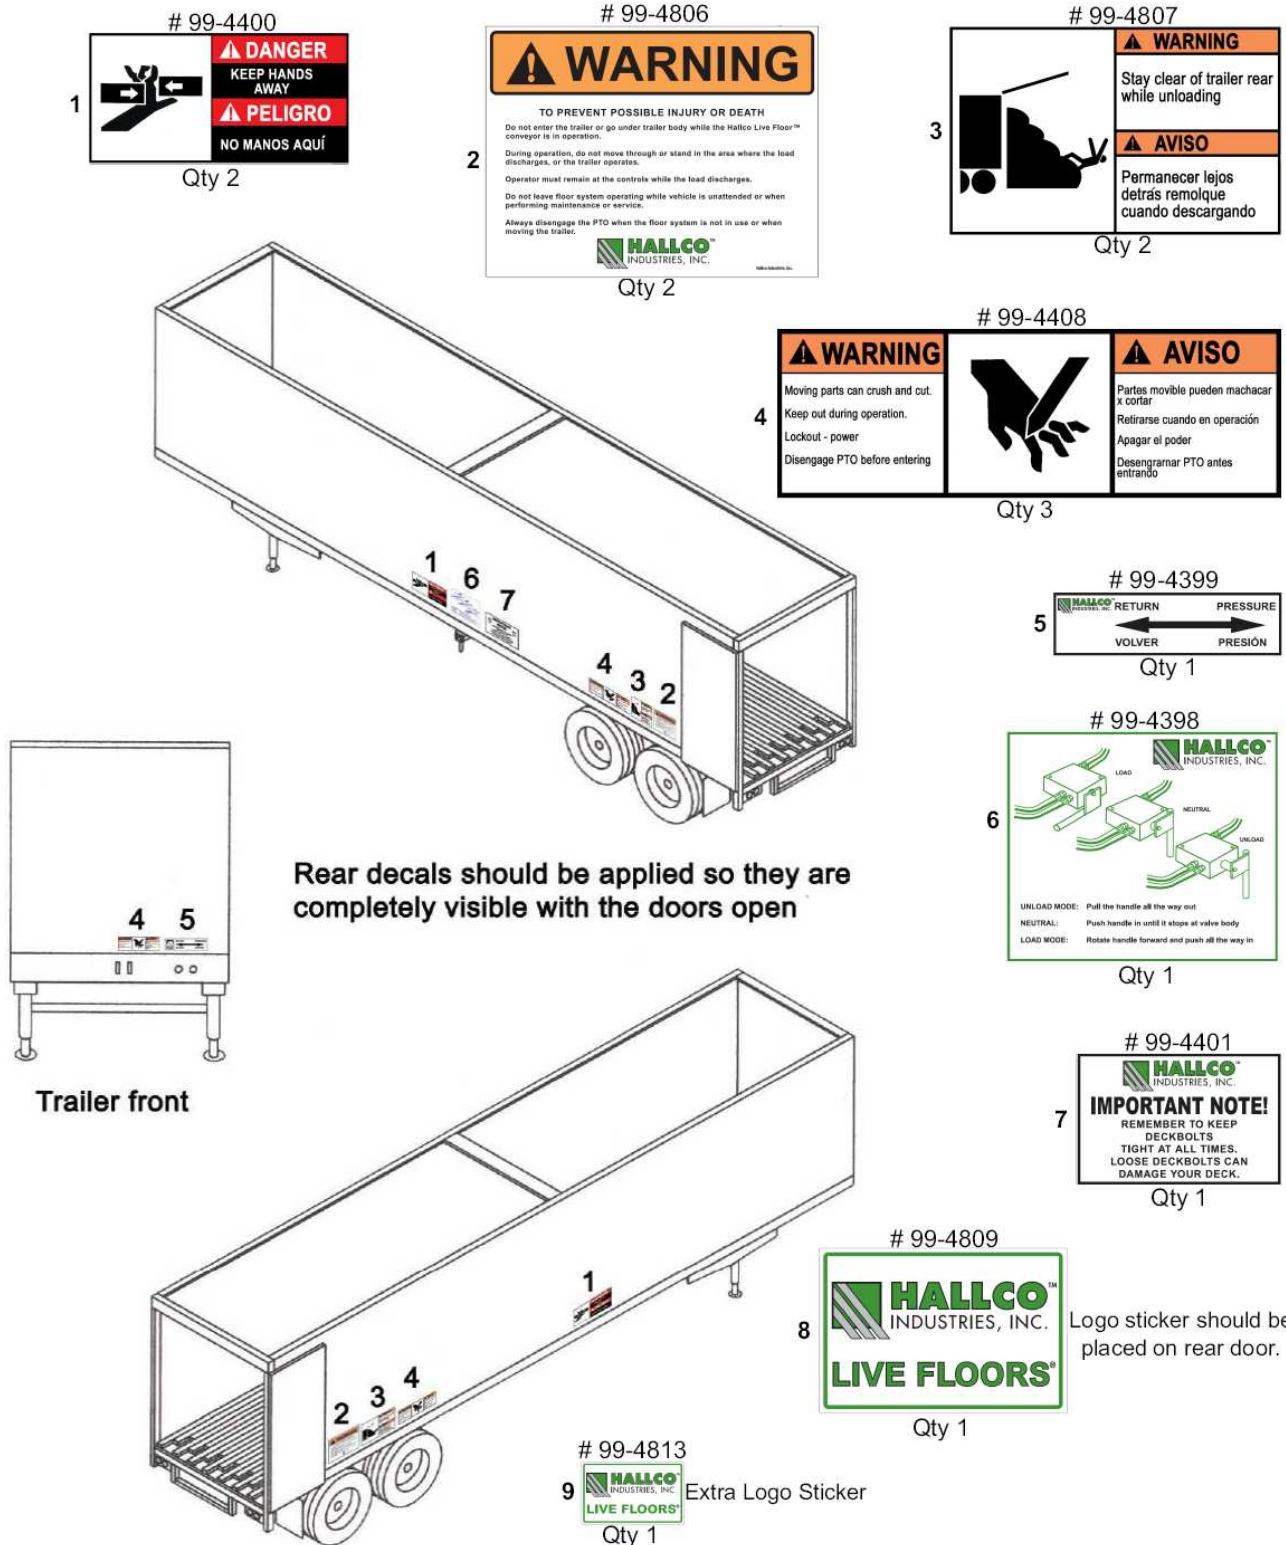 # 99-4400
1
DANGER
KEEP HANDS
AWAY
PELIGRO
NO MANOS AQUÍ
Qty 2
# 99-4806
2
WARNING
TO PREVENT POSSIBLE INJURY OR DEATH
Do not enter the trailer or go under trailer body while the Hallco Live Floor™
conveyor is in operation.
During operation, do not move through or stand in the area where the load
discharges, or the trailer operates.
Operator must remain at the controls while the load discharges.
Do not leave floor system operating while vehicle is unattended or when
performing maintenance or service.
Always disengage the PTO when the floor system is not in use or when
moving the trailer.
HALLCO™
INDUSTRIES, INC.
Qty 2
# 99-4807
3
WARNING
Stay clear of trailer rear
while unloading
AVISO
Permanecer lejos
detrás remolque
cuando descargando
Qty 2
# 99-4408
4
WARNING
Moving parts can crush and cut.
Keep out during operation.
Lockout - power
Disengage PTO before entering
AVISO
Partes movible pueden machacar
x cortar
Retirarse cuando en operación
Apagar el poder
Desengrarnar PTO antes
entrando
Qty 3
1
6
7
4
3
2
# 99-4399
5
HALLCO™
INDUSTRIES, INC.
RETURN PRESSURE
VOLVER PRESIÓN
Qty 1
# 99-4398
6
HALLCO™
INDUSTRIES, INC.
LOAD
NEUTRAL
UNLOAD
UNLOAD MODE: Pull the handle all the way out
NEUTRAL: Push handle in until it stops at valve body
LOAD MODE: Rotate handle forward and push all the way in
Qty 1
Rear decals should be applied so they are
completely visible with the doors open
4 5
Trailer front
# 99-4401
7
HALLCO™
INDUSTRIES, INC.
IMPORTANT NOTE!
REMEMBER TO KEEP
DECKBOLTS
TIGHT AT ALL TIMES.
LOOSE DECKBOLTS CAN
DAMAGE YOUR DECK.
Qty 1
1
2
3
4
# 99-4809
8
HALLCO™
INDUSTRIES, INC.
LIVE FLOORS®
Qty 1
Logo sticker should be
placed on rear door.
# 99-4813
9
HALLCO™
INDUSTRIES, INC.
LIVE FLOORS®
Extra Logo Sticker
Qty 1